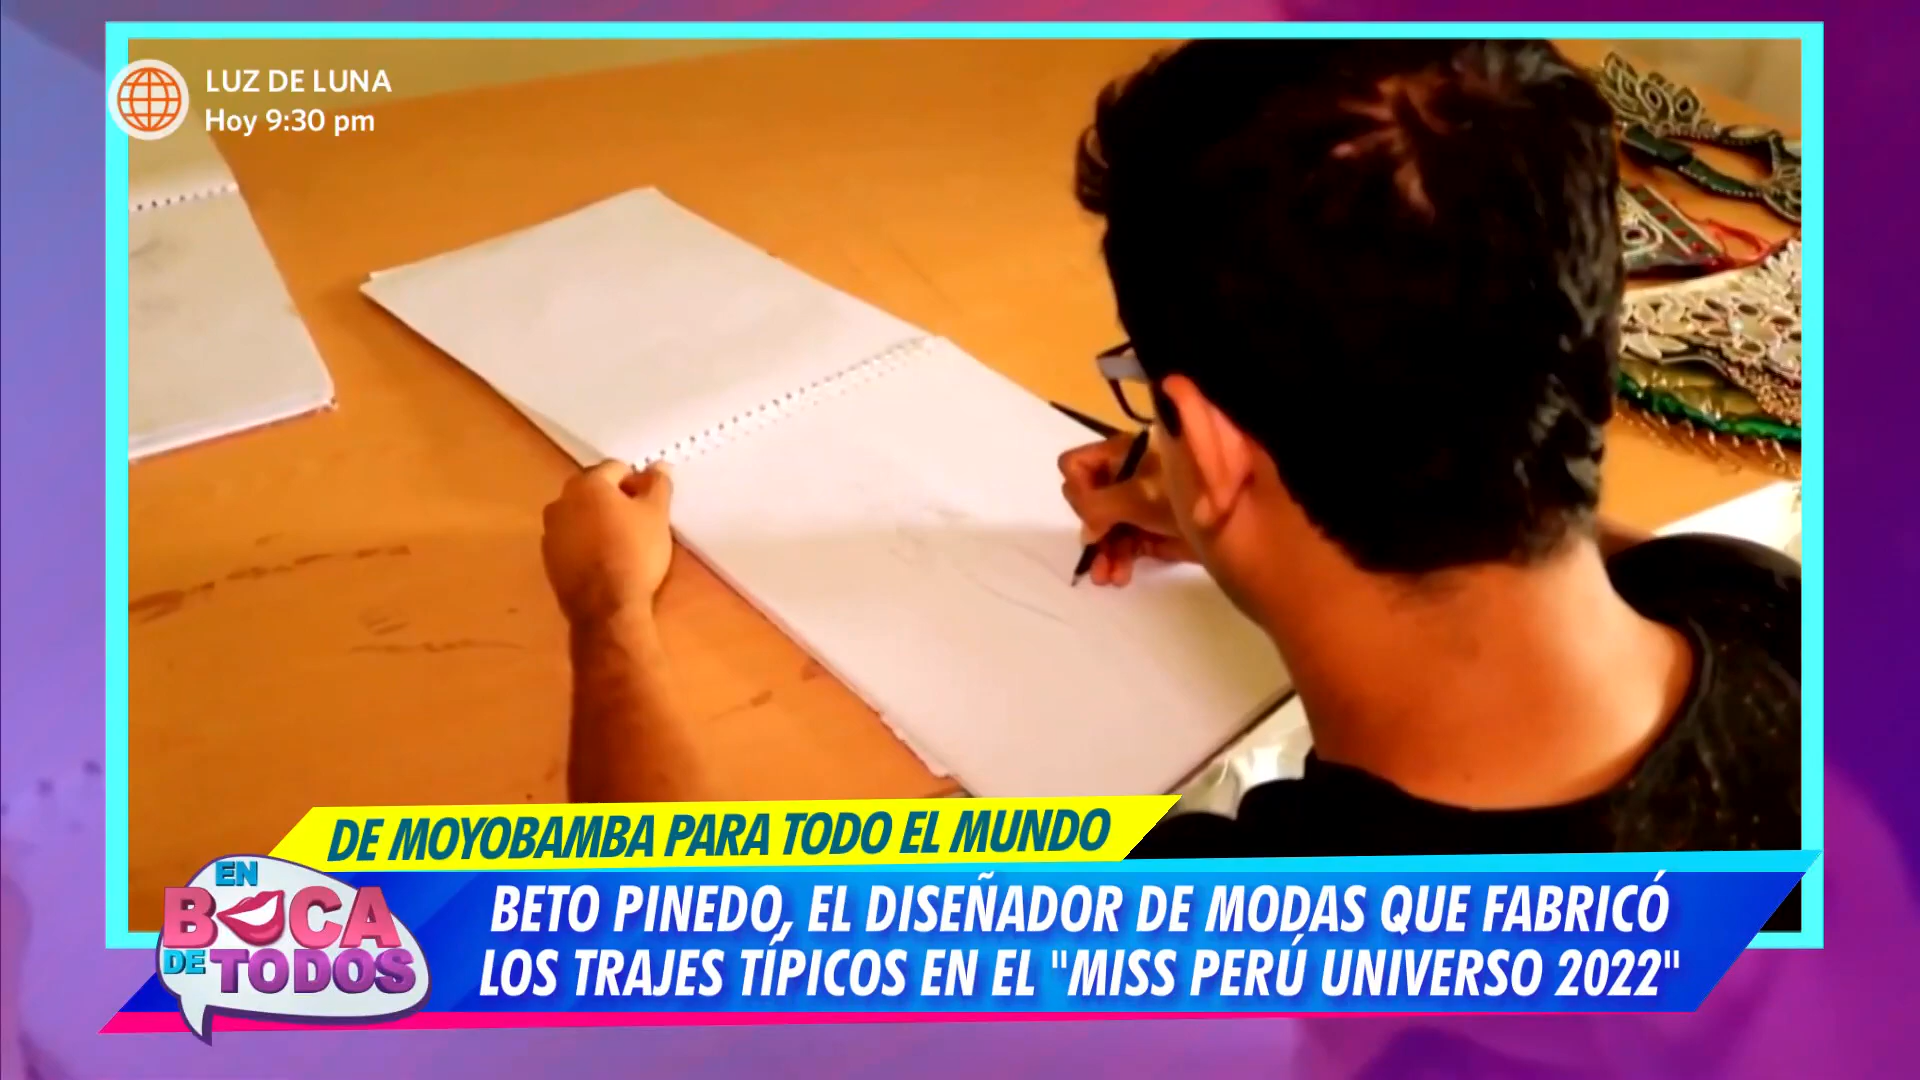 LUZ DE LUNA
Hoy 9:30 pm
DE MOYOBAMBA PARA TODO EL MUNDO
EN
BOCA
DE TODOS
BETO PINEDO, EL DISEÑADOR DE MODAS QUE FABRICÓ
LOS TRAJES TÍPICOS EN EL "MISS PERÚ UNIVERSO 2022"